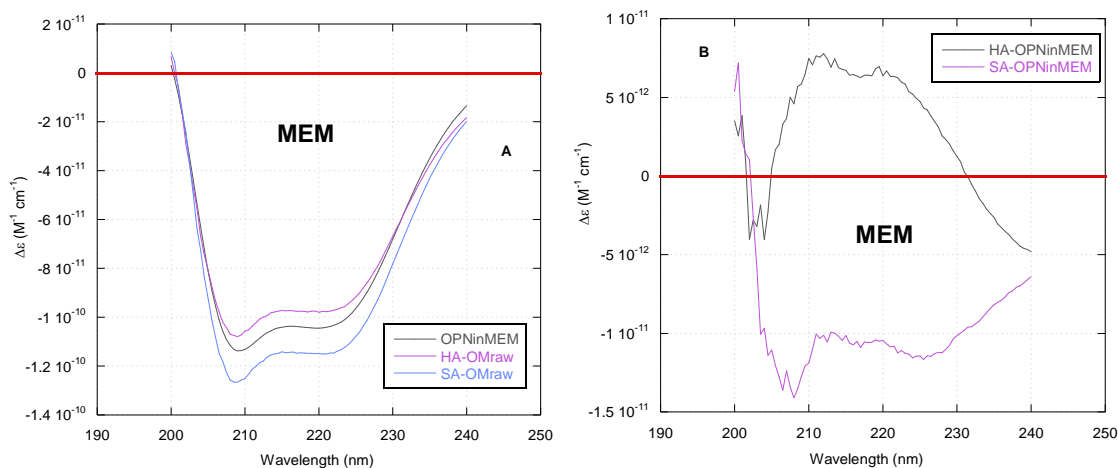 2 10⁻¹¹
0
-2 10⁻¹¹
-4 10⁻¹¹
-6 10⁻¹¹
-8 10⁻¹¹
-1 10⁻¹⁰
-1.2 10⁻¹⁰
-1.4 10⁻¹⁰
Δε (M⁻¹ cm⁻¹)
MEM
A
OPNinMEM
HA-OMraw
SA-OMraw
190 200 210 220 230 240 250
Wavelength (nm)
1 10⁻¹¹
5 10⁻¹²
0
-5 10⁻¹²
-1 10⁻¹¹
-1.5 10⁻¹¹
Δε (M⁻¹ cm⁻¹)
B
HA-OPNinMEM
SA-OPNinMEM
MEM
190 200 210 220 230 240 250
Wavelength (nm)